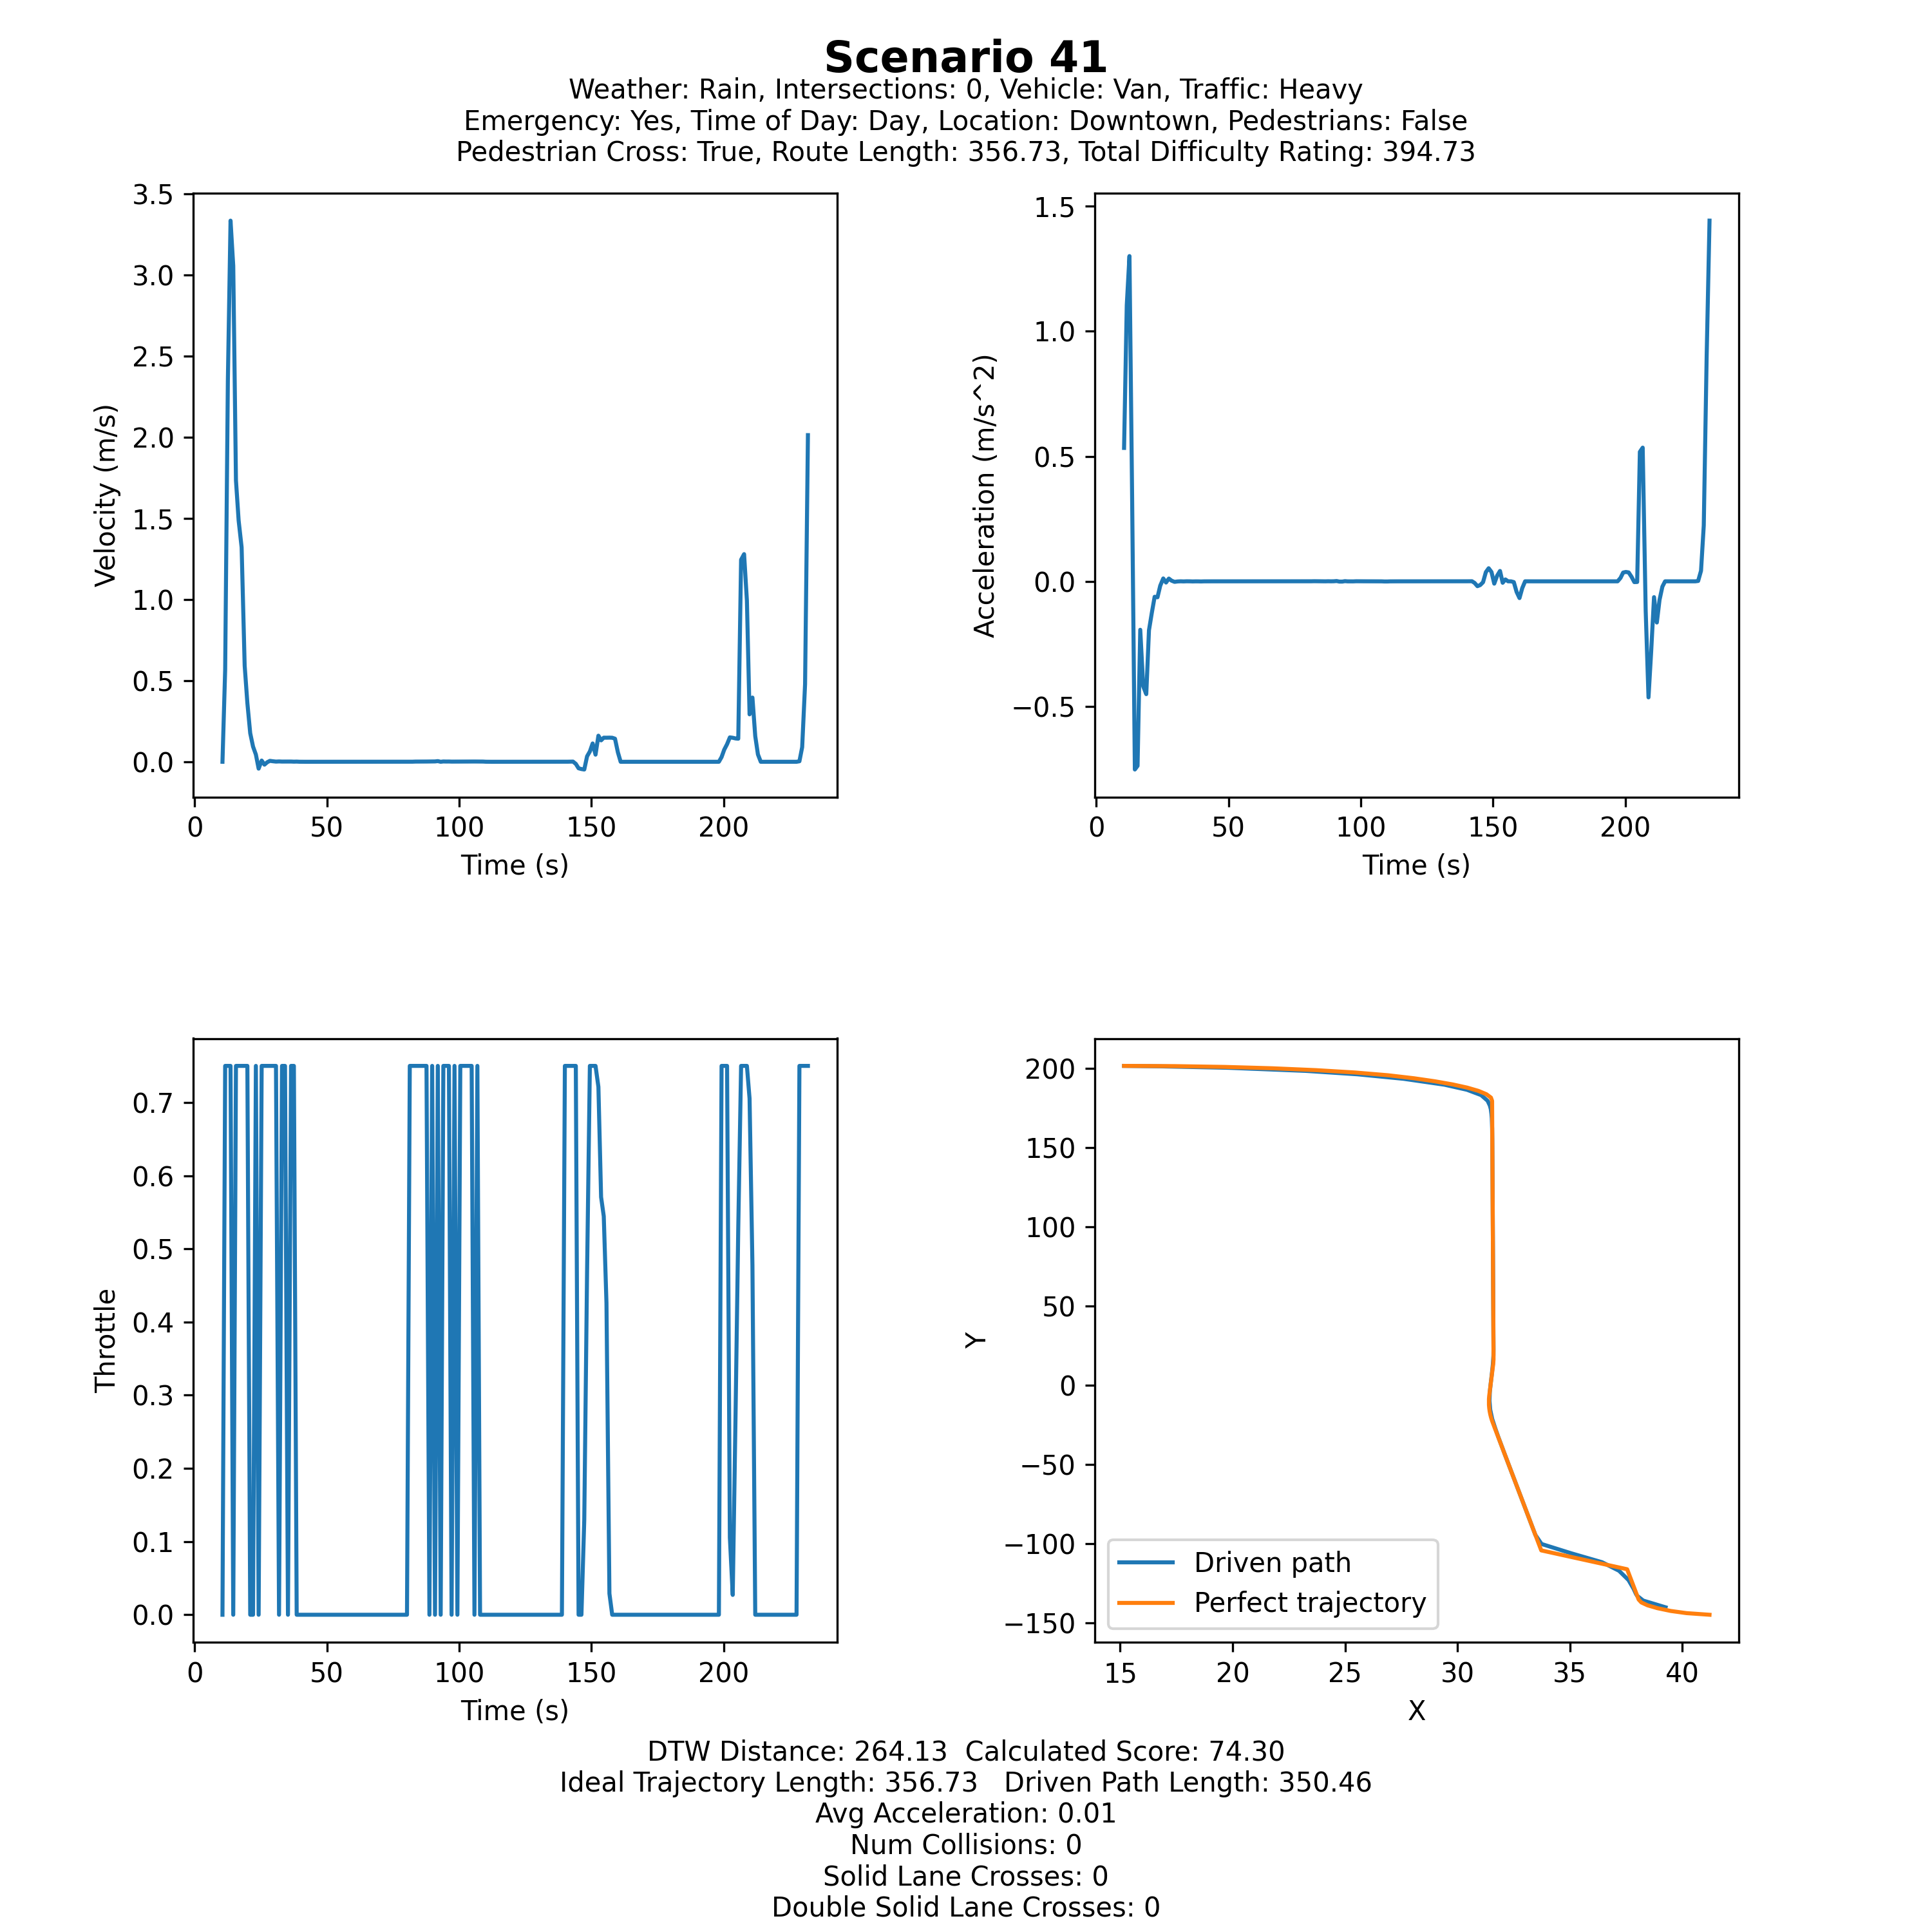 Scenario 41
Weather: Rain, Intersections: 0, Vehicle: Van, Traffic: Heavy
Emergency: Yes, Time of Day: Day, Location: Downtown, Pedestrians: False
Pedestrian Cross: True, Route Length: 356.73, Total Difficulty Rating: 394.73
3.5
3.0
2.5
2.0
1.5
1.0
0.5
0.0
Velocity (m/s)
0 50 100 150 200
Time (s)
1.5
1.0
0.5
0.0
−0.5
Acceleration (m/s^2)
0 50 100 150 200
Time (s)
0.7
0.6
0.5
0.4
0.3
0.2
0.1
0.0
Throttle
0 50 100 150 200
Time (s)
200
150
100
50
0
−50
−100
−150
Y
Driven path
Perfect trajectory
15 20 25 30 35 40
X
DTW Distance: 264.13 Calculated Score: 74.30
Ideal Trajectory Length: 356.73 Driven Path Length: 350.46
Avg Acceleration: 0.01
Num Collisions: 0
Solid Lane Crosses: 0
Double Solid Lane Crosses: 0